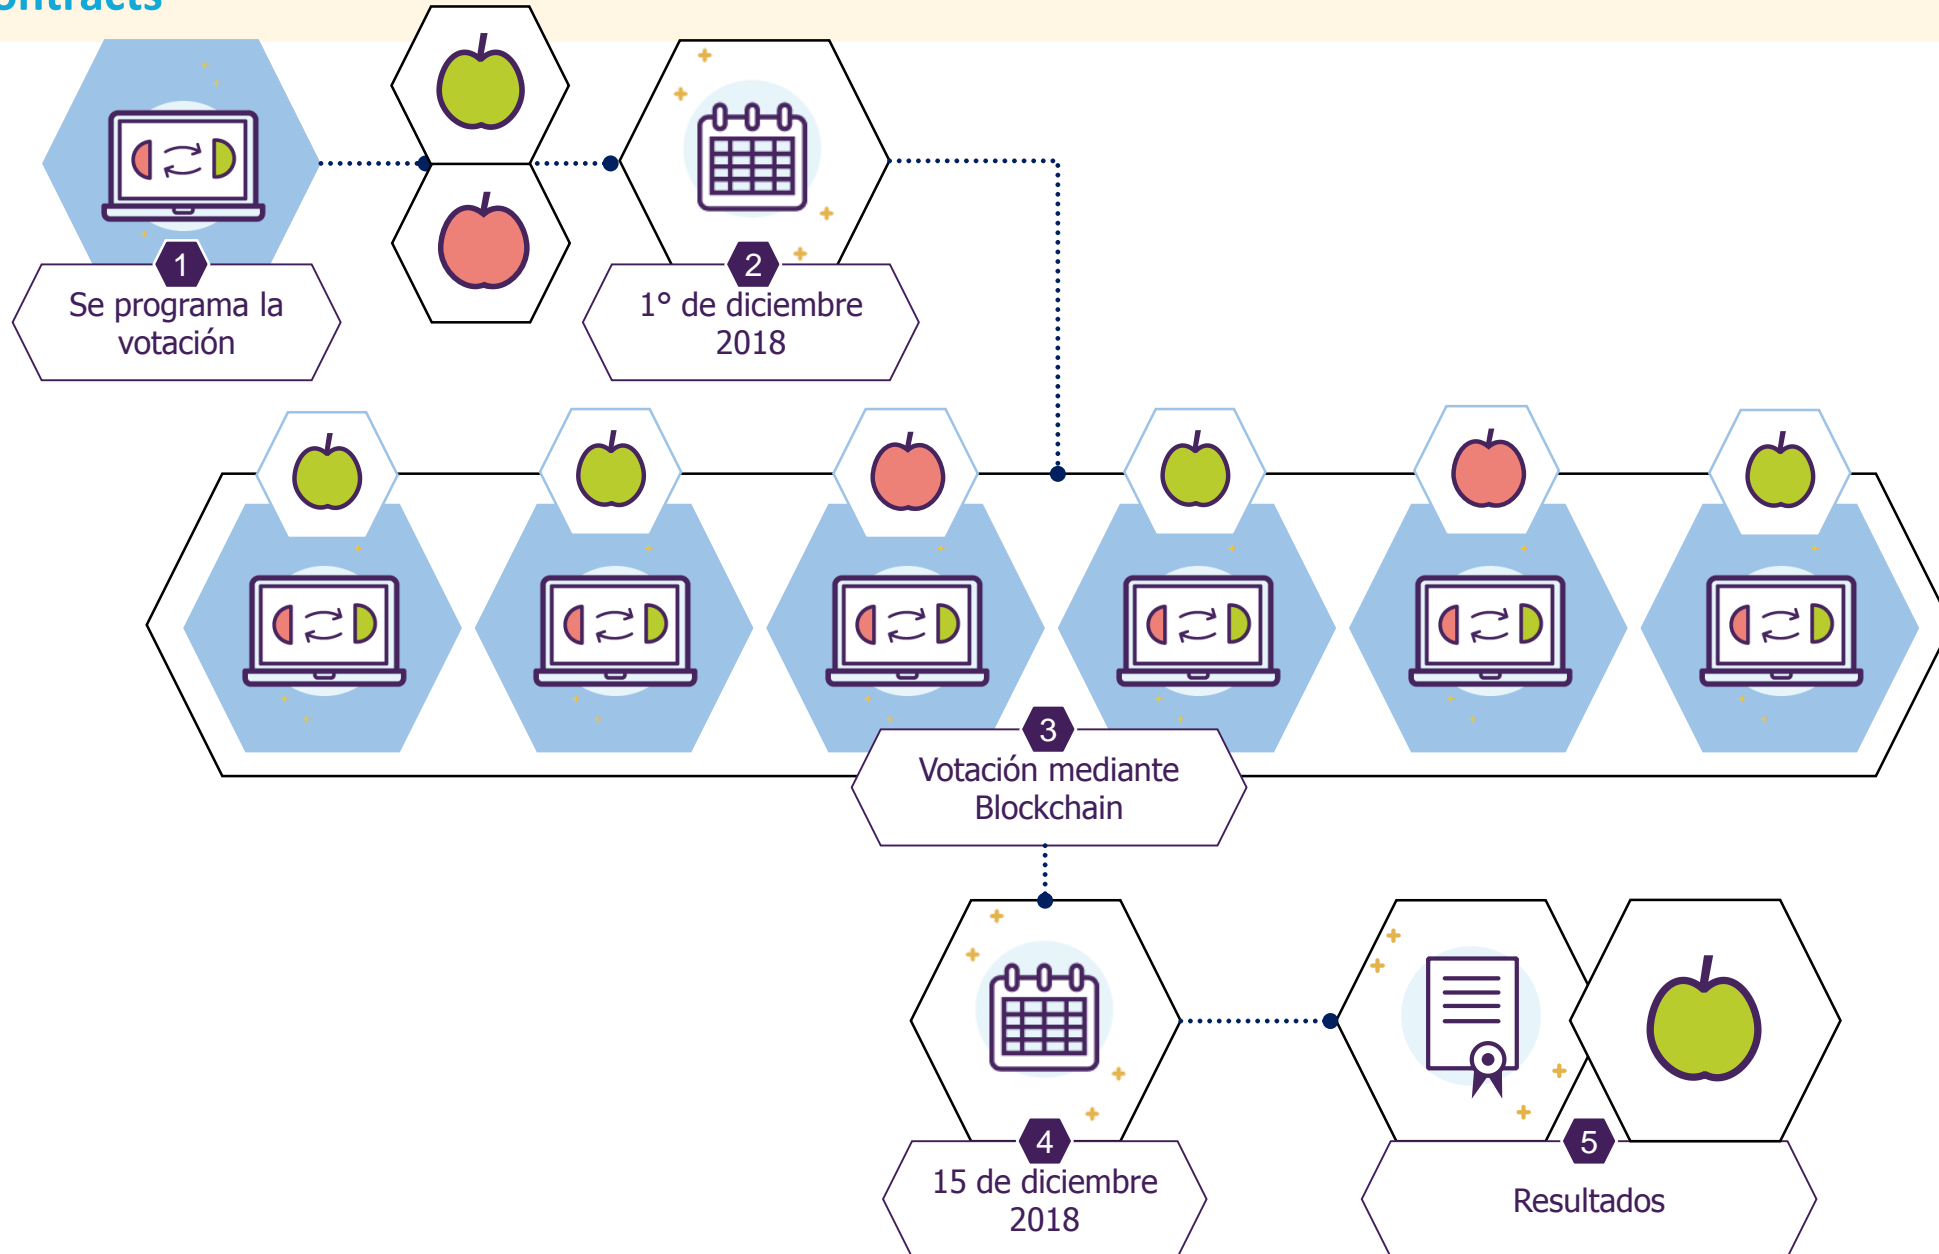 1
Se programa la
votación
2
1° de diciembre
2018
3
Votación mediante
Blockchain
4
15 de diciembre
2018
5
Resultados